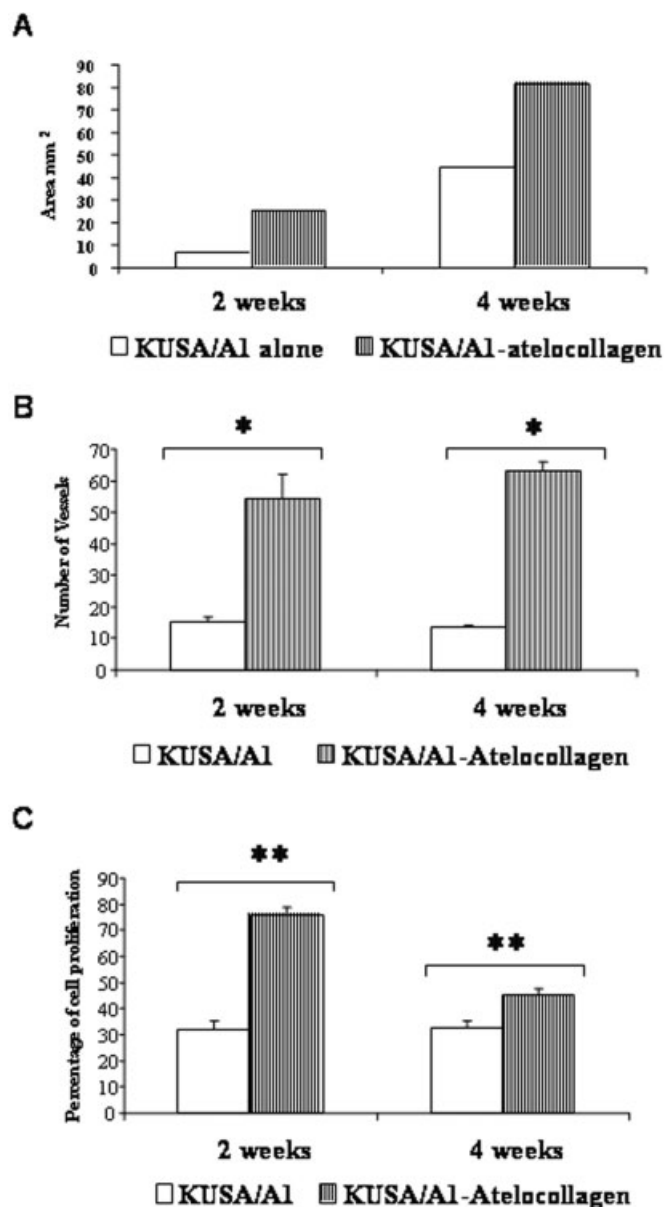 A
Area mm 2
90
80
70
60
50
40
30
20
10
0
2 weeks 4 weeks
KUSA/A1 alone KUSA/A1-atelocollagen
B
* *
Number of Vessels
70
60
50
40
30
20
10
0
2 weeks 4 weeks
KUSA/A1 KUSA/A1-Atelocollagen
C
**
**
Percentage of cell proliferation
90
80
70
60
50
40
30
20
10
0
2 weeks 4 weeks
KUSA/A1 KUSA/A1-Atelocollagen